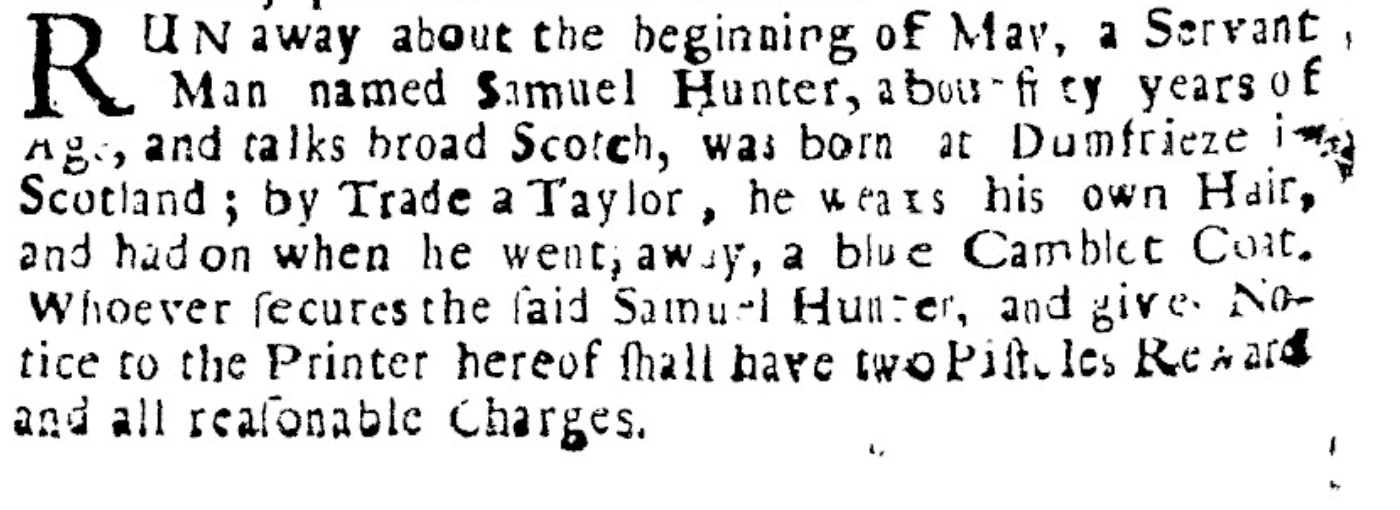 RUN away about the beginning of May, a Servant
Man named Samuel Hunter, about years of
Age, and talks broad Scotch, was born at Dumfrieze in
Scotland ; by Trade a Taylor, he wears his own Hair,
and had on when he went, away, a blue Camblet Coat.
Whoever ſecures the ſaid Samuel Hunter, and gives No-
tice to the Printer hereof ſhall have two Piſtoles Reward
and all reaſonable Charges.